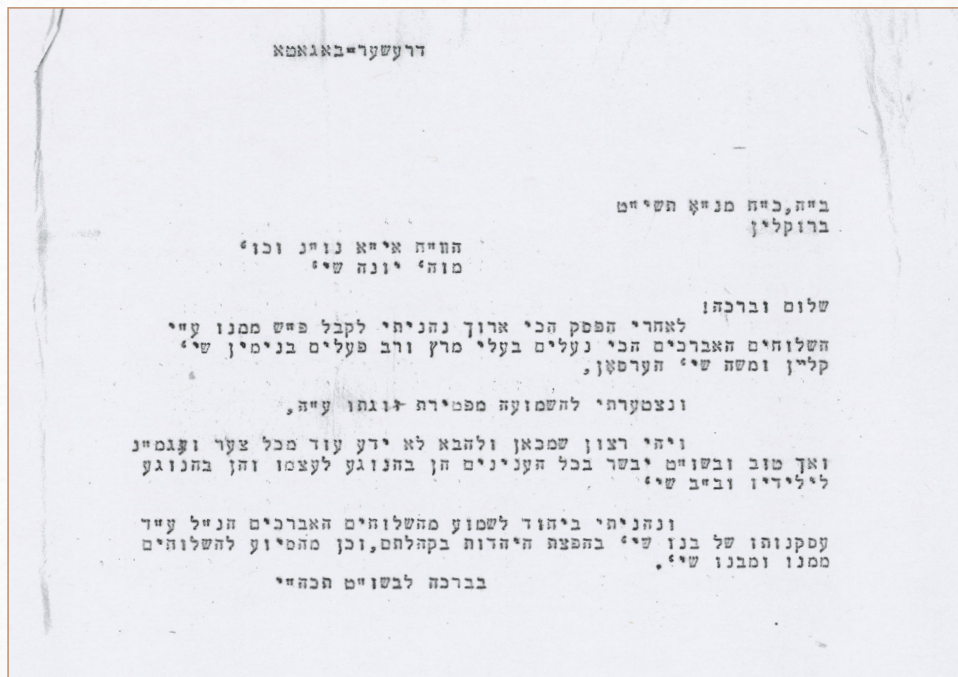 דרעשער-באגאטא
ב"ה, כ"ח מנ"א תשי"ט
ברוקלין
הוו"ח אי"א נו"נ וכו'
מוה' יונה שי'
שלום וברכה!
לאחרי הפסק הכי ארוך נהניתי לקבל פ"ש ממנו ע"י
השלוחים האברכים הכי נעלים בעלי מרץ ורב פעלים בנימין שי'
קליין ומשה שי' הערסאָן,
ונצטערתי להשמועה מפטירת זוגתו ע"ה,
ויהי רצון שמכאן ולהבא לא ידע עוד מכל צער ועגמ"נ
ואך טוב ובשו"ט יבשר בכל הענינים הן בהנוגע לעצמו והן בהנוגע
לילידיו וב"ב שי'
ונהניתי ביחוד לשמוע מהשלוחים האברכים הנ"ל ע"ד
עסקנותו של בנו שי' בהפצת היהדות בקהלתם, וכן מהסיוע להשלוחים
ממנו ומבנו שי'.
בברכה לבשו"ט תכה"י